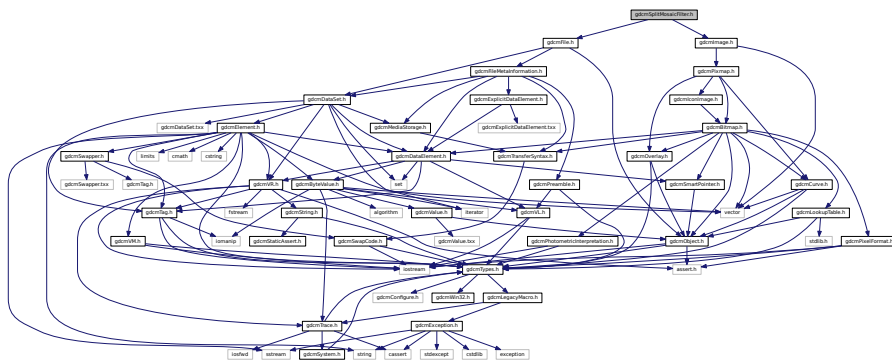 gdcmSplitMosaicFilter.h
gdcmFile.h
gdcmImage.h
gdcmFileMetaInformation.h
gdcmPixmap.h
gdcmDataSet.h
gdcmExplicitDataElement.h
gdcmIconImage.h
gdcmDataSet.txx
gdcmElement.h
gdcmMediaStorage.h
gdcmExplicitDataElement.txx
gdcmBitmap.h
gdcmSwapper.h
limits
cmath
cstring
gdcmDataElement.h
gdcmTransferSyntax.h
gdcmOverlay.h
gdcmSwapper.txx
gdcmTag.h
gdcmVR.h
gdcmByteValue.h
set
gdcmPreamble.h
gdcmSmartPointer.h
gdcmCurve.h
gdcmTag.h
fstream
gdcmString.h
algorithm
gdcmValue.h
iterator
gdcmVL.h
vector
gdcmLookupTable.h
gdcmVM.h
iomanip
gdcmStaticAssert.h
gdcmSwapCode.h
gdcmValue.txx
gdcmPhotometricInterpretation.h
gdcmObject.h
stdlib.h
gdcmPixelFormat.h
iostream
gdcmTypes.h
assert.h
gdcmConfigure.h
gdcmWin32.h
gdcmLegacyMacro.h
gdcmTrace.h
gdcmException.h
iosfwd
sstream
gdcmSystem.h
string
cassert
stdexcept
cstdlib
exception